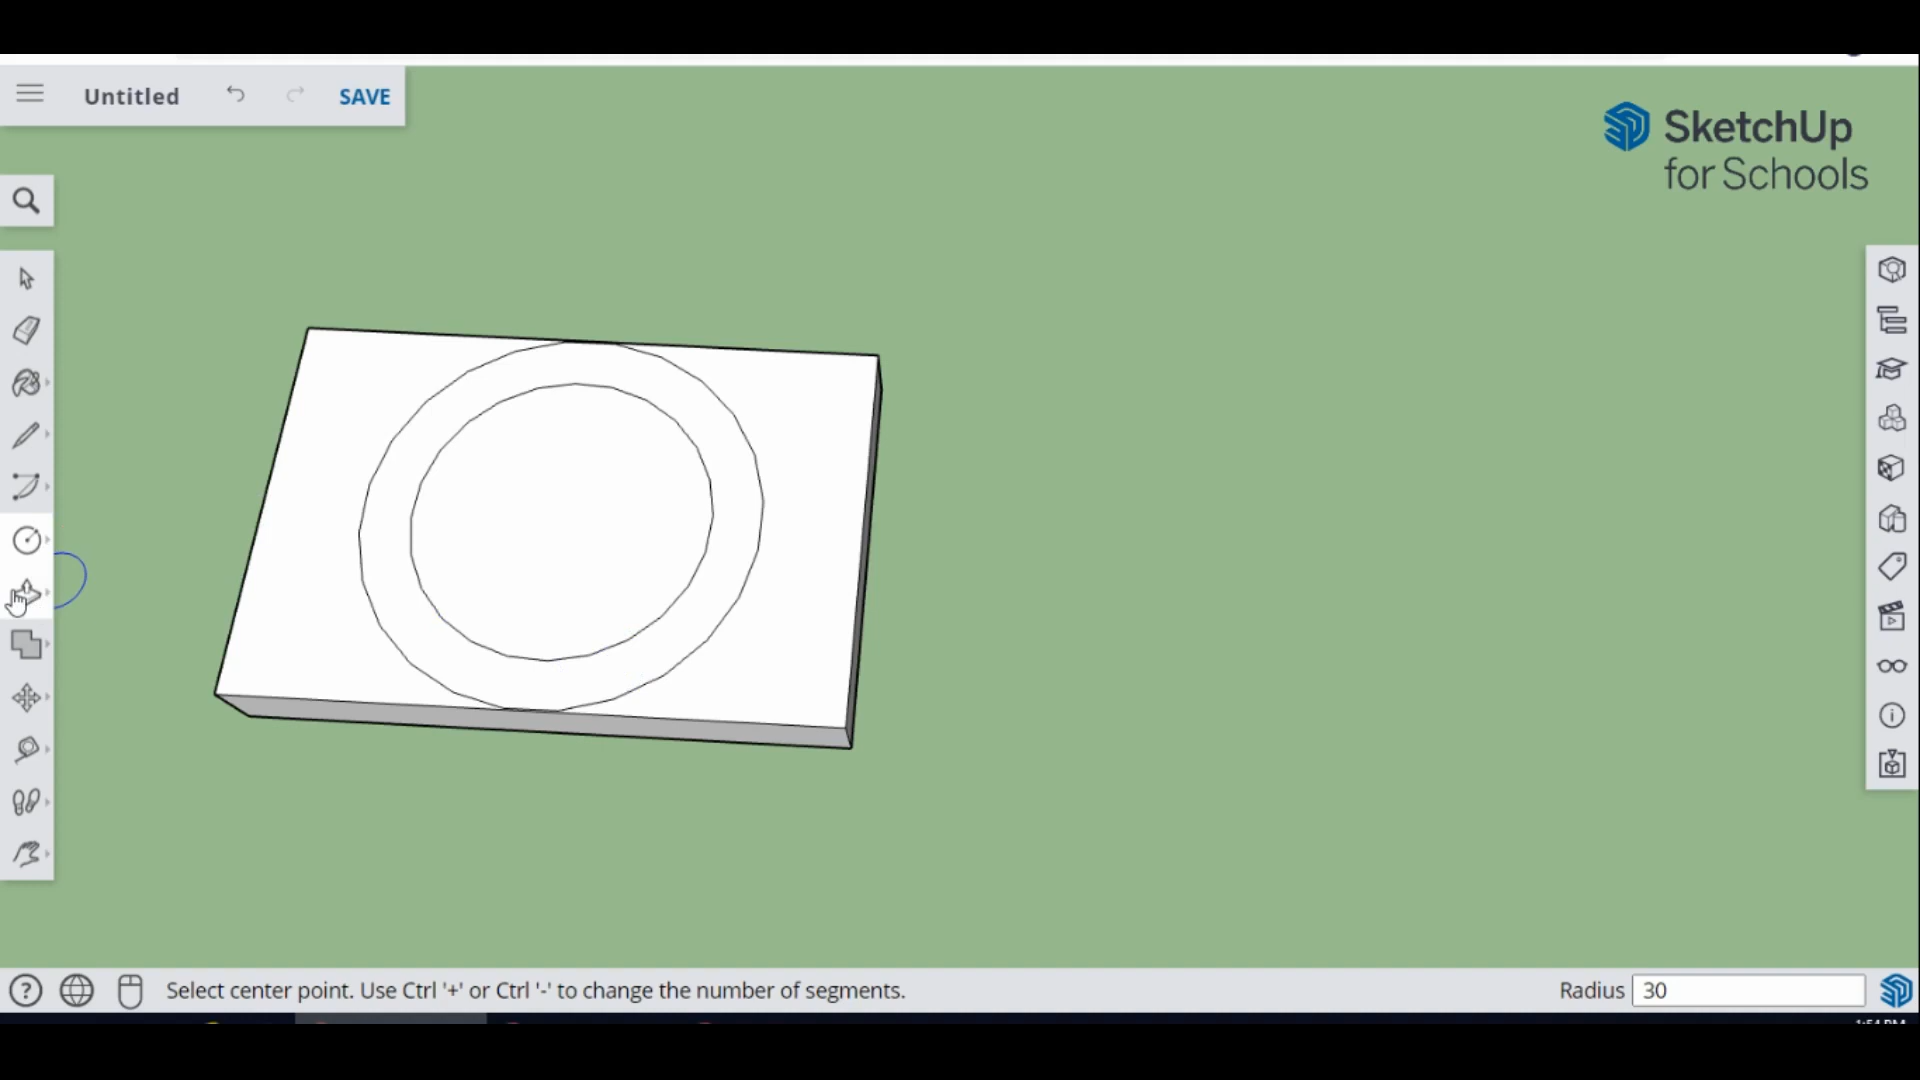 Untitled
SAVE
SketchUp
for Schools
Select center point. Use Ctrl '+' or Ctrl '-' to change the number of segments.
Radius
30